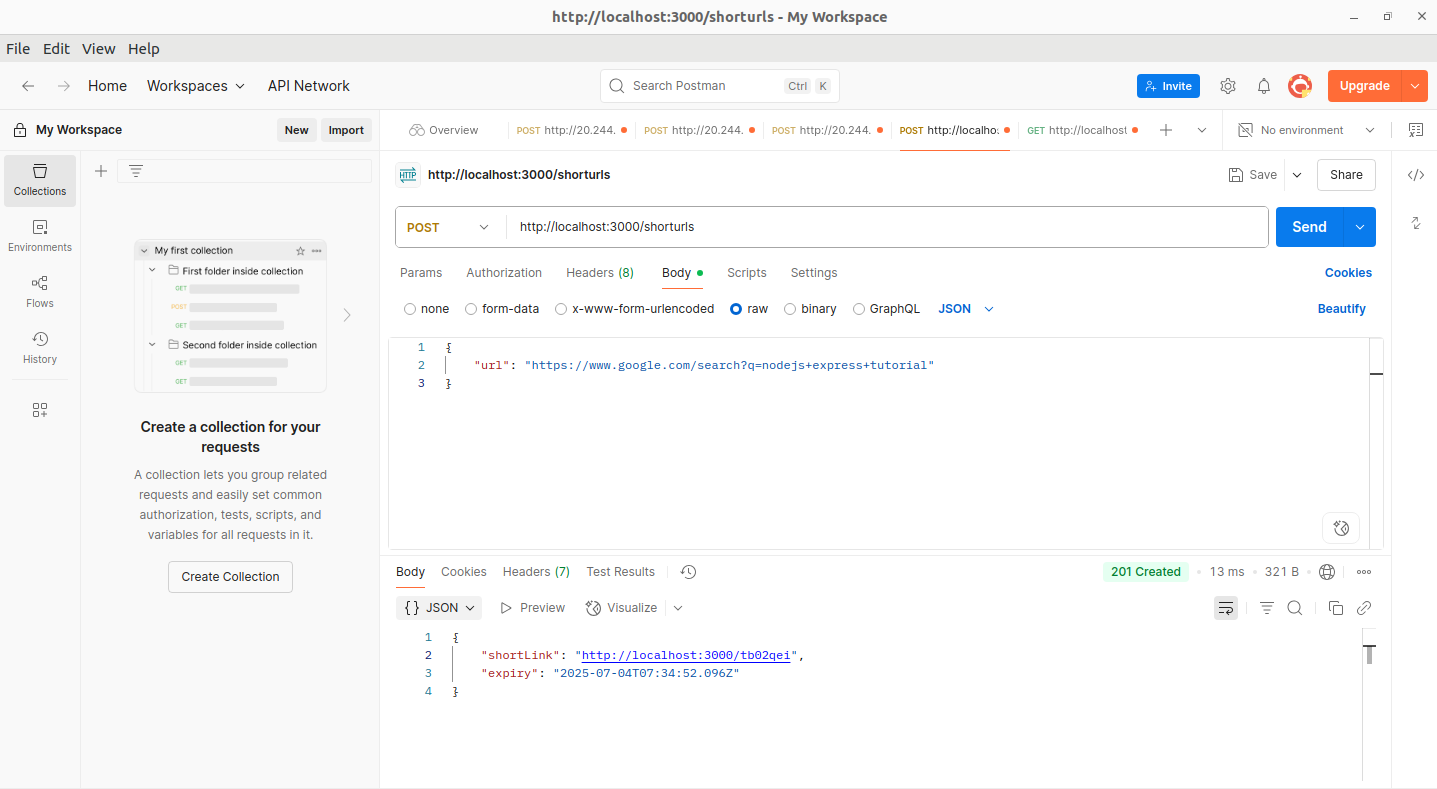 http://localhost:3000/shorturls - My Workspace
File Edit View Help
Home Workspaces API Network
Search Postman Ctrl K
Invite
Upgrade
My Workspace
New Import
Overview
POST http://20.244.
POST http://20.244.
POST http://20.244.
POST http://localho:
GET http://localhost
No environment
Collections
Environments
Flows
History
My first collection
First folder inside collection
GET
POST
GET
Second folder inside collection
GET
GET
Create a collection for your
requests
A collection lets you group related
requests and easily set common
authorization, tests, scripts, and
variables for all requests in it.
Create Collection
HTTP http://localhost:3000/shorturls
Save Share
POST http://localhost:3000/shorturls
Send
Params Authorization Headers (8) Body Scripts Settings
Cookies
none form-data x-www-form-urlencoded raw binary GraphQL JSON
Beautify
1 {
2 "url": "https://www.google.com/search?q=nodejs+express+tutorial"
3 }
Body Cookies Headers (7) Test Results
201 Created 13 ms 321 B
{} JSON Preview Visualize
1 {
2 "shortLink": "http://localhost:3000/tb02qei",
3 "expiry": "2025-07-04T07:34:52.096Z"
4 }